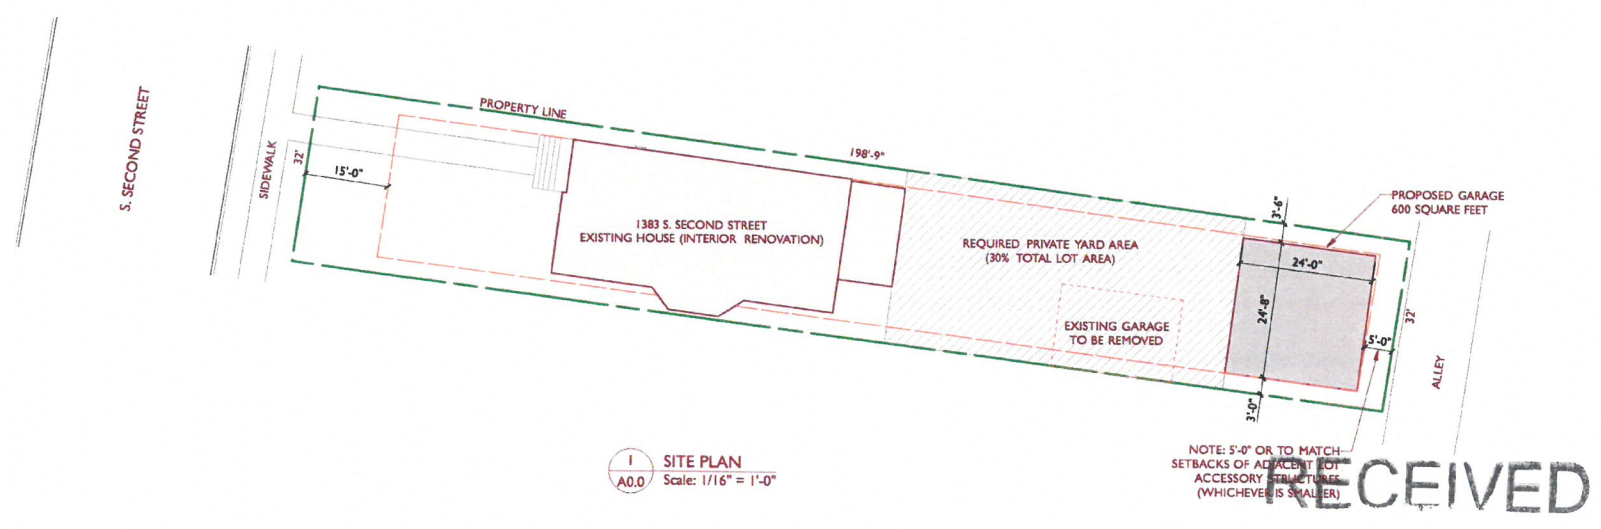 S. SECOND STREET
SIDEWALK
32'
15'-0"
PROPERTY LINE
198'-9"
1383 S. SECOND STREET
EXISTING HOUSE (INTERIOR RENOVATION)
REQUIRED PRIVATE YARD AREA
(30% TOTAL LOT AREA)
EXISTING GARAGE
TO BE REMOVED
3'-6"
PROPOSED GARAGE
600 SQUARE FEET
24'-0"
24'-8"
32'
5'-0"
ALLEY
3'-0"
NOTE: 5'-0" OR TO MATCH
SETBACKS OF ADJACENT LOT
ACCESSORY STRUCTURES
(WHICHEVER IS SMALLER)
RECEIVED
1
A0.0
SITE PLAN
Scale: 1/16" = 1'-0"